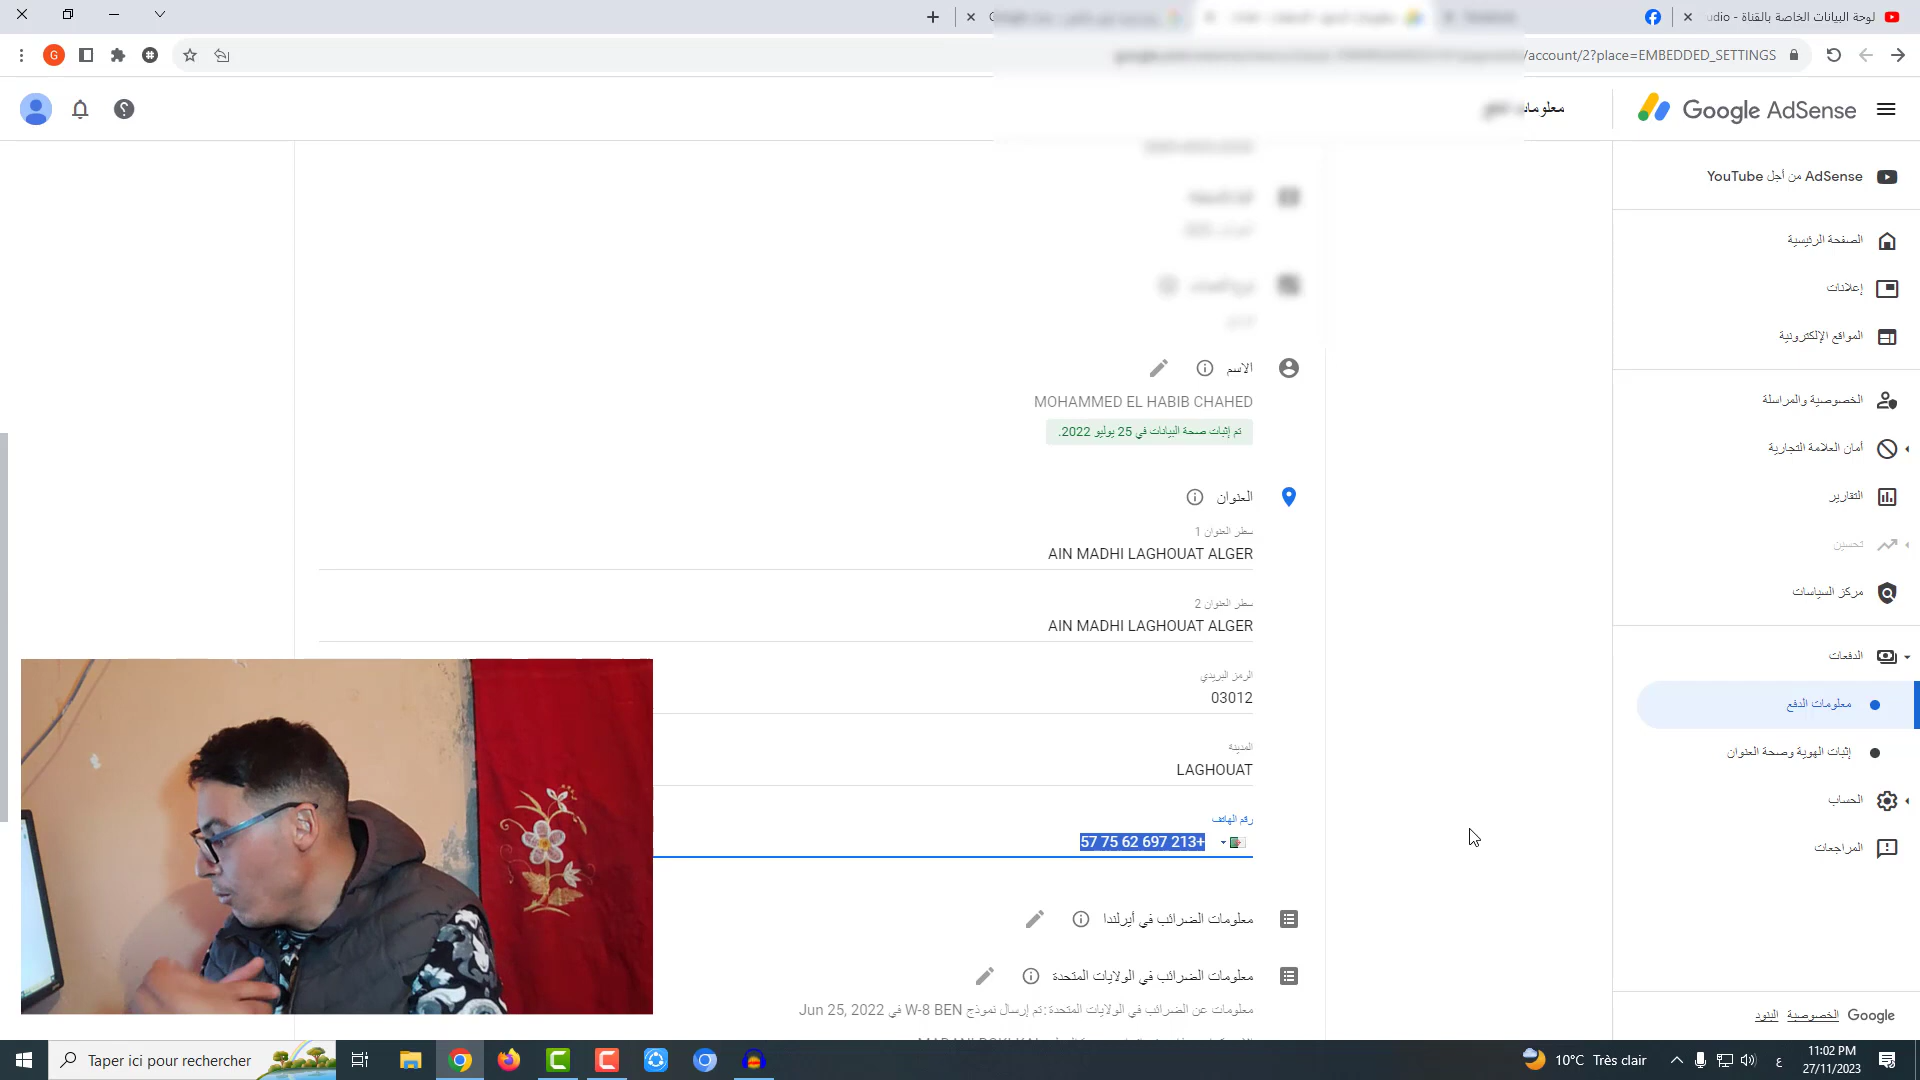 لوحة البيانات الخاصة بالقناة - udio
/account/2?place=EMBEDDED_SETTINGS
G
Google AdSense
معلومات
AdSense من أجل YouTube
الصفحة الرئيسية
إعلانات
المواقع الإلكترونية
الخصوصية والمراسلة
أمان العلامة التجارية
التقارير
تحسين
مركز السياسات
الدفعات
معلومات الدفع
إثبات الهوية وصحة العنوان
الحساب
المراجعات
Google الخصوصية البنود
الاسم
MOHAMMED EL HABIB CHAHED
تم إثبات صحة البيانات في 25 يوليو 2022.
العنوان
سطر العنوان 1
AIN MADHI LAGHOUAT ALGER
سطر العنوان 2
AIN MADHI LAGHOUAT ALGER
الرمز البريدي
03012
المدينة
LAGHOUAT
رقم الهاتف
57 75 62 697 213+
معلومات الضرائب في أيرلندا
معلومات الضرائب في الولايات المتحدة
معلومات عن الضرائب في الولايات المتحدة: تم إرسال نموذج W-8 BEN في Jun 25, 2022
Taper ici pour rechercher
10°C Très clair
ع
11:02 PM
27/11/2023